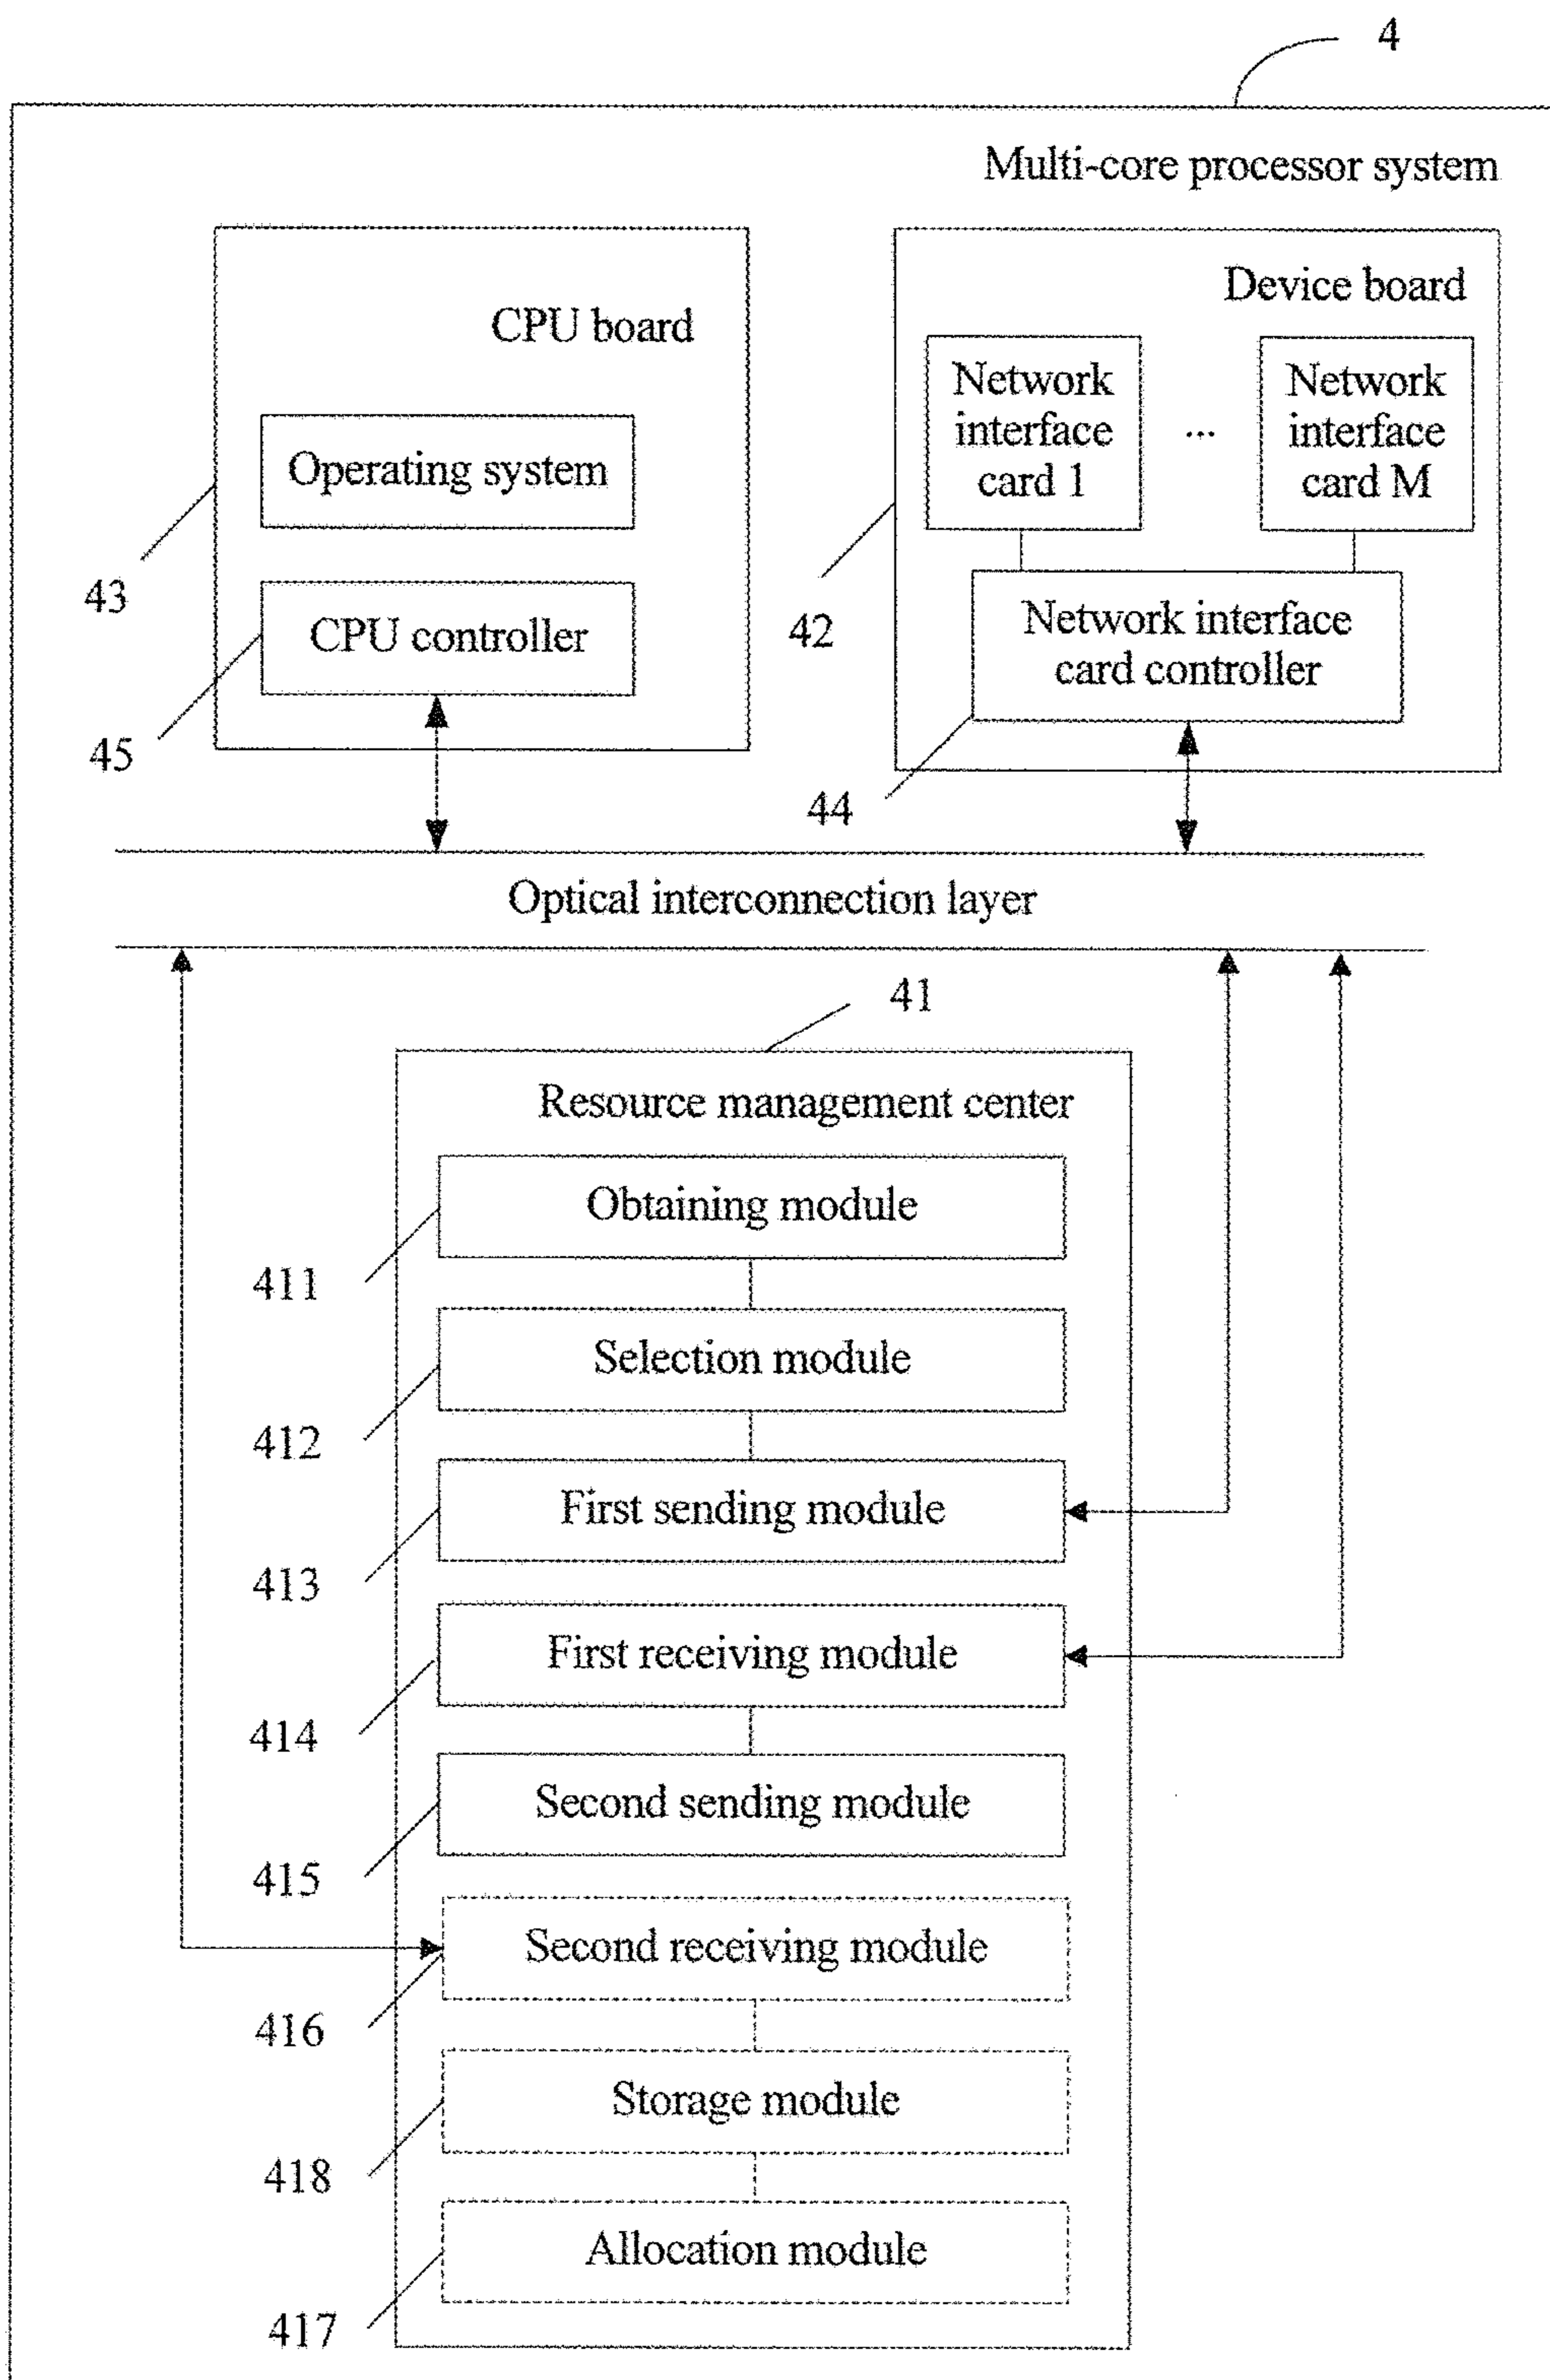 4
Multi-core processor system
CPU board
Operating system
CPU controller
43
45
Device board
Network
interface
card 1
...
Network
interface
card M
Network interface
card controller
42
44
Optical interconnection layer
41
Resource management center
Obtaining module
411
Selection module
412
First sending module
413
First receiving module
414
Second sending module
415
Second receiving module
416
Storage module
418
Allocation module
417